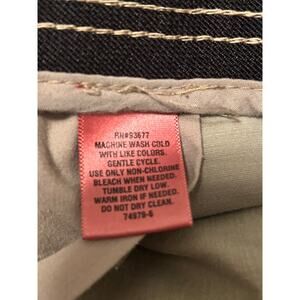 RN#93677
MACHINE WASH COLD
WITH LIKE COLORS.
GENTLE CYCLE.
USE ONLY NON-CHLORINE
BLEACH WHEN NEEDED.
TUMBLE DRY LOW.
WARM IRON IF NEEDED.
DO NOT DRY CLEAN.
74979-6